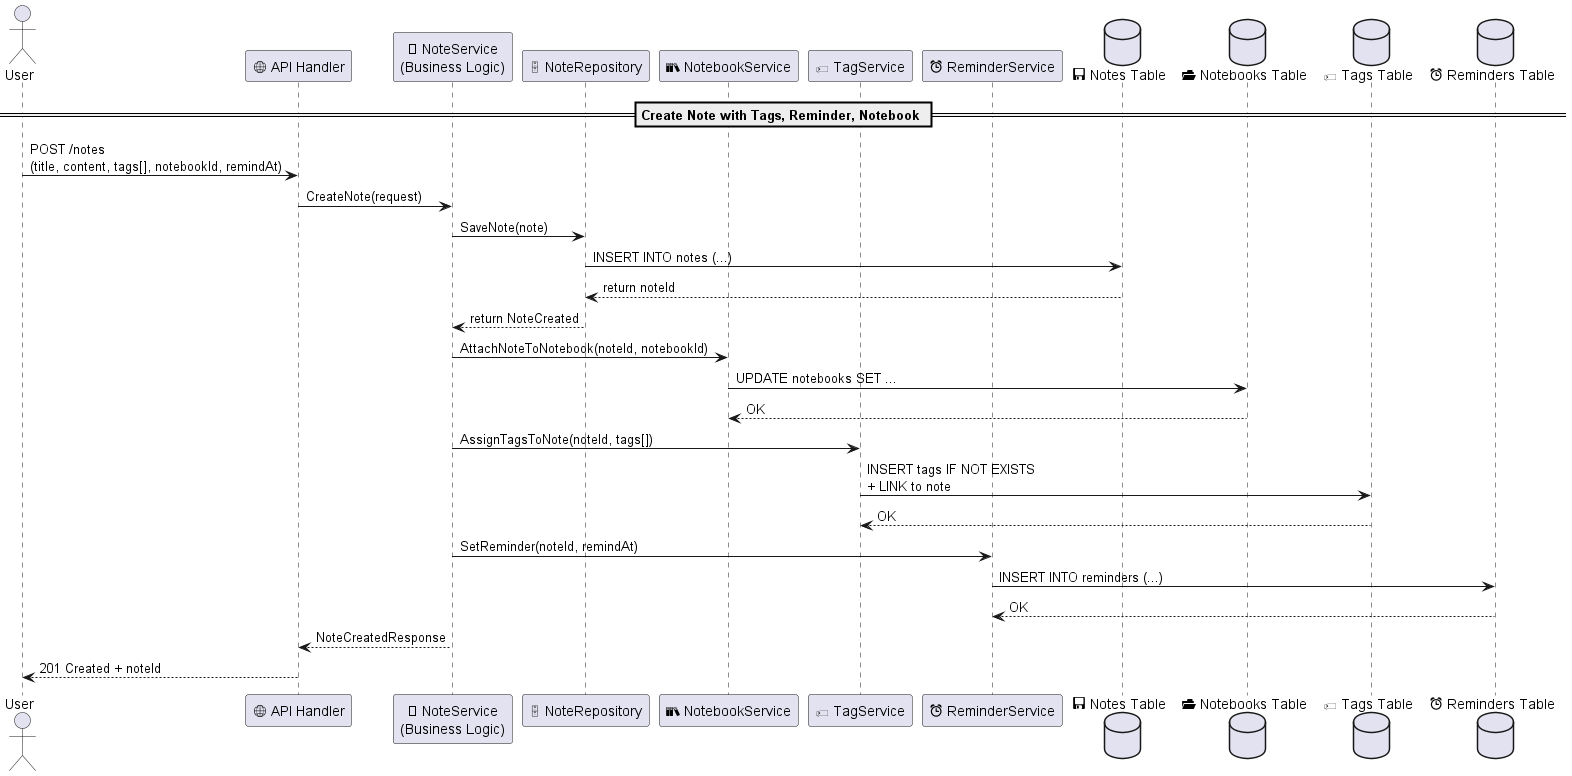 User
API Handler
NoteService
(Business Logic)
NoteRepository
NotebookService
TagService
ReminderService
Notes Table
Notebooks Table
Tags Table
Reminders Table
Create Note with Tags, Reminder, Notebook
POST /notes
(title, content, tags[], notebookId, remindAt)
CreateNote(request)
SaveNote(note)
INSERT INTO notes (...)
return noteId
return NoteCreated
AttachNoteToNotebook(noteId, notebookId)
UPDATE notebooks SET ...
OK
AssignTagsToNote(noteId, tags[])
INSERT tags IF NOT EXISTS
+ LINK to note
OK
SetReminder(noteId, remindAt)
INSERT INTO reminders (...)
OK
NoteCreatedResponse
201 Created + noteId
User
API Handler
NoteService
(Business Logic)
NoteRepository
NotebookService
TagService
ReminderService
Notes Table
Notebooks Table
Tags Table
Reminders Table